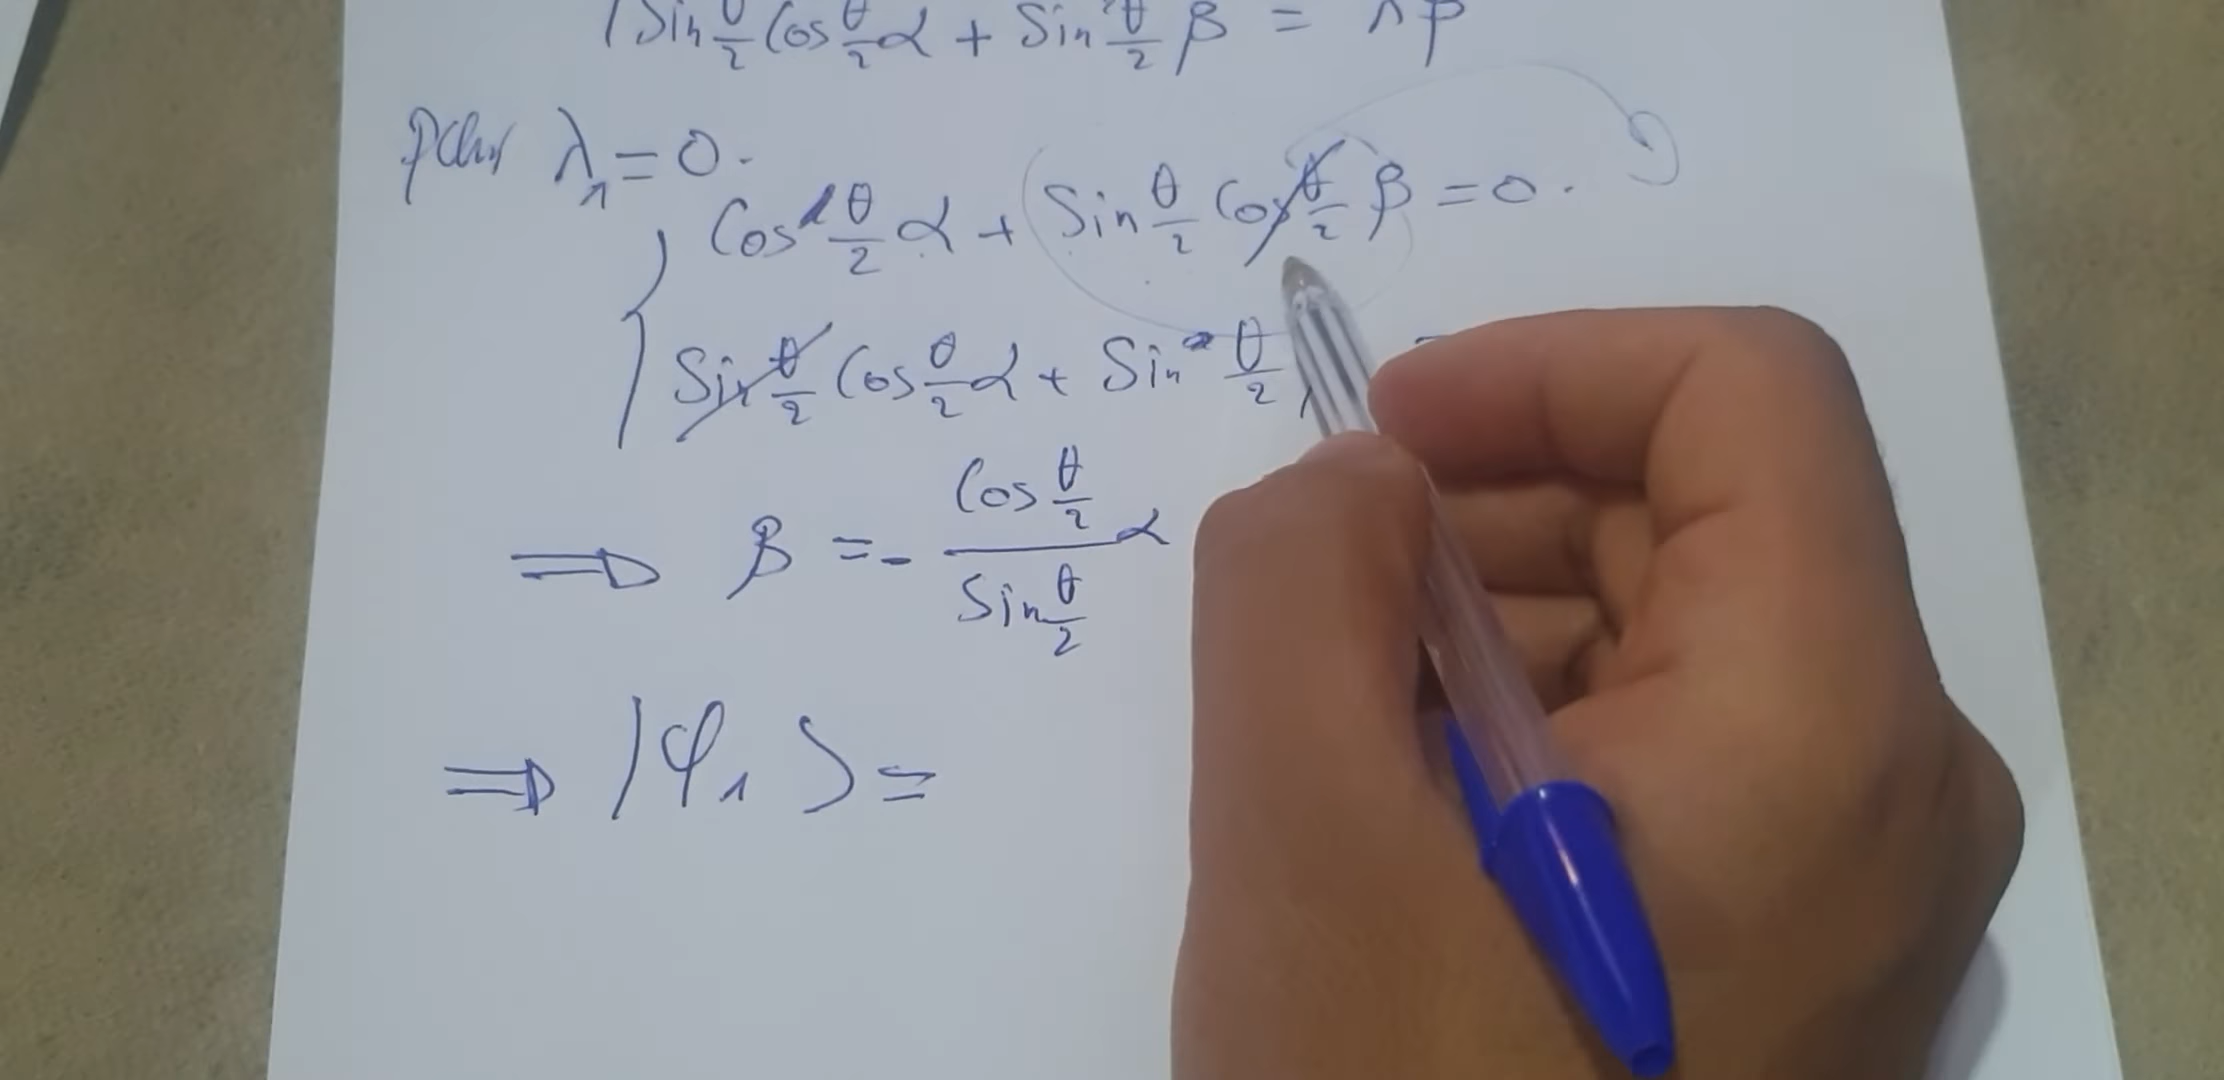 Sin θ/2 Cos θ/2 α + Sin² θ/2 β = λβ
pour λ₁ = 0.
Cos² θ/2 α + Sin θ/2 Cos θ/2 β = 0.
Sin θ/2 Cos θ/2 α + Sin² θ/2
⟹ β = - Cos θ/2 / Sin θ/2 α
⟹ |φ₁⟩ =